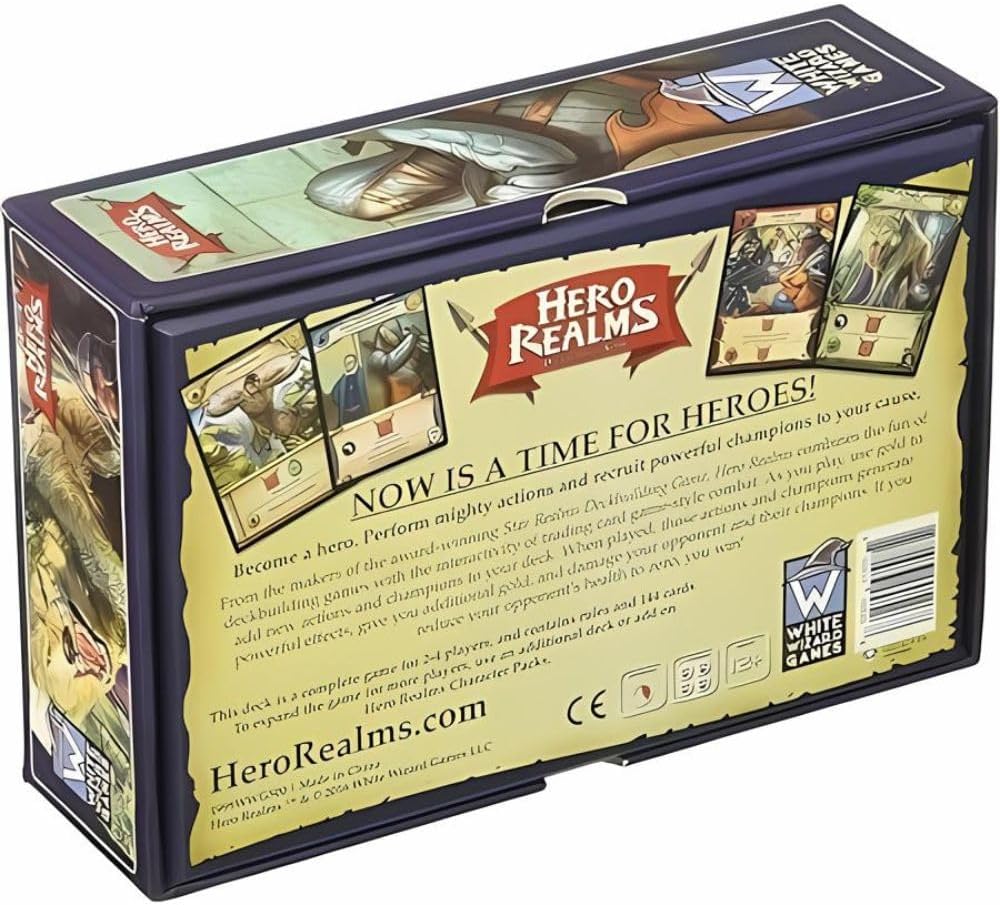 WHITE
WIZARD
GAMES
HERO
REALMS
HERO
REALMS
HERO
REALMS
NOW IS A TIME FOR HEROES!
Become a hero. Perform mighty actions and recruit powerful champions to your cause.
From the makers of the award-winning Star Realms Deckbuilding Game, Hero Realms combines the fun of
deckbuilding games with the interactivity of trading card game-style combat. As you play, use gold to
add new actions and champions to your deck. When played, those actions and champions generate
powerful effects, give you additional gold, and damage your opponent and their champions. If you
reduce your opponent's health to zero, you win!
This deck is a complete game for 2-4 players, and contains rules and 144 cards.
To expand the game for more players, use an additional deck or add on
Hero Realms Character Packs.
HeroRealms.com
Made in China
Hero Realms ™ & © White Wizard Games LLC
CE
12+
W
WHITE
WIZARD
GAMES